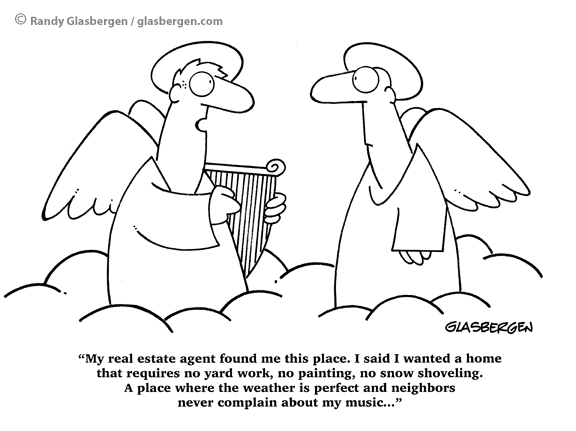 © Randy Glasbergen / glasbergen.com
GLASBERGEN
“My real estate agent found me this place. I said I wanted a home
that requires no yard work, no painting, no snow shoveling.
A place where the weather is perfect and neighbors
never complain about my music...”